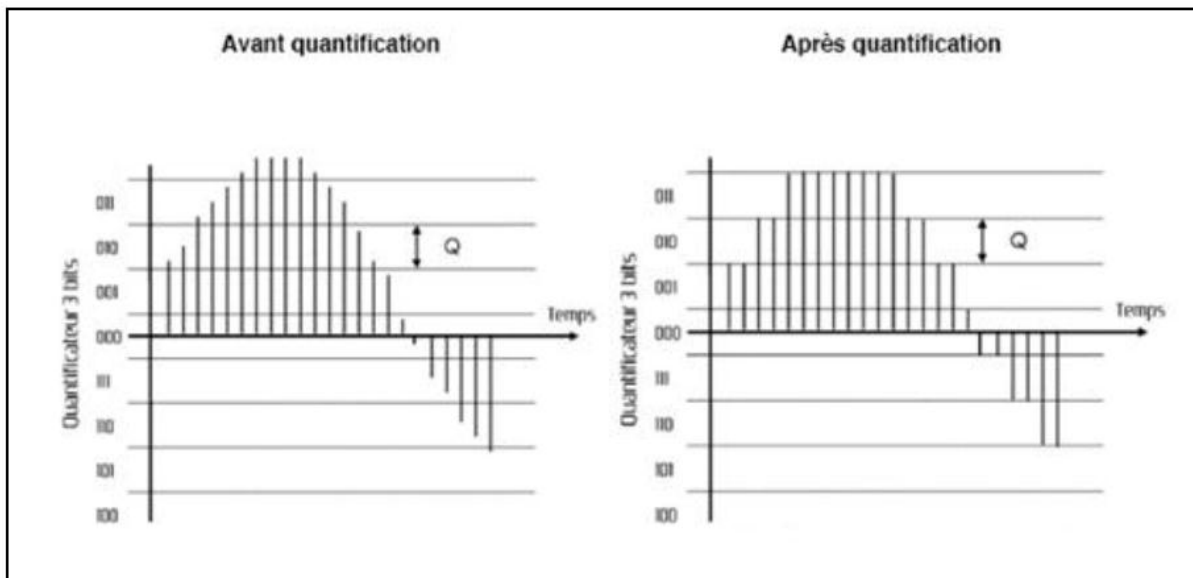 Avant quantification
Quantificateur 3 bits
011
010
001
000
111
110
101
100
Q
Temps
Après quantification
Quantificateur 3 bits
011
010
001
000
111
110
101
100
Q
Temps